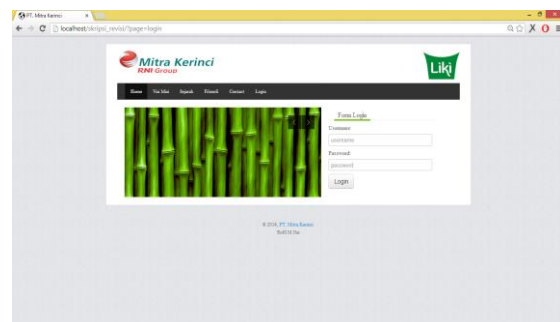 PT. Mitra Kerinci
localhost/skripsi_revisi/?page=login
Mitra Kerinci
RNI Group
Liki
Home Visi Misi Sejarah Filosofi Contact Login
Form Login
Username
username
Password
password
Login
© 2016, PT. Mitra Kerinci